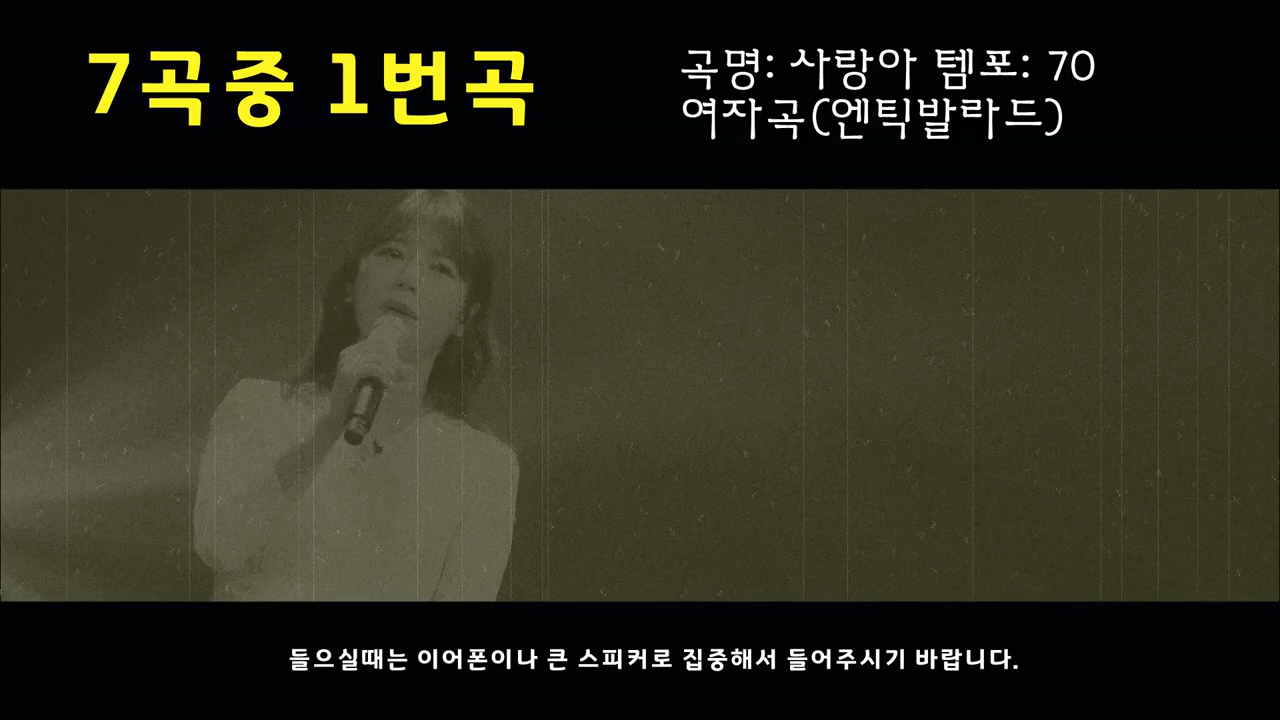 7곡중 1번곡
곡명: 사랑아 템포: 70
여자곡(엔틱발라드)
들으실때는 이어폰이나 큰 스피커로 집중해서 들어주시기 바랍니다.